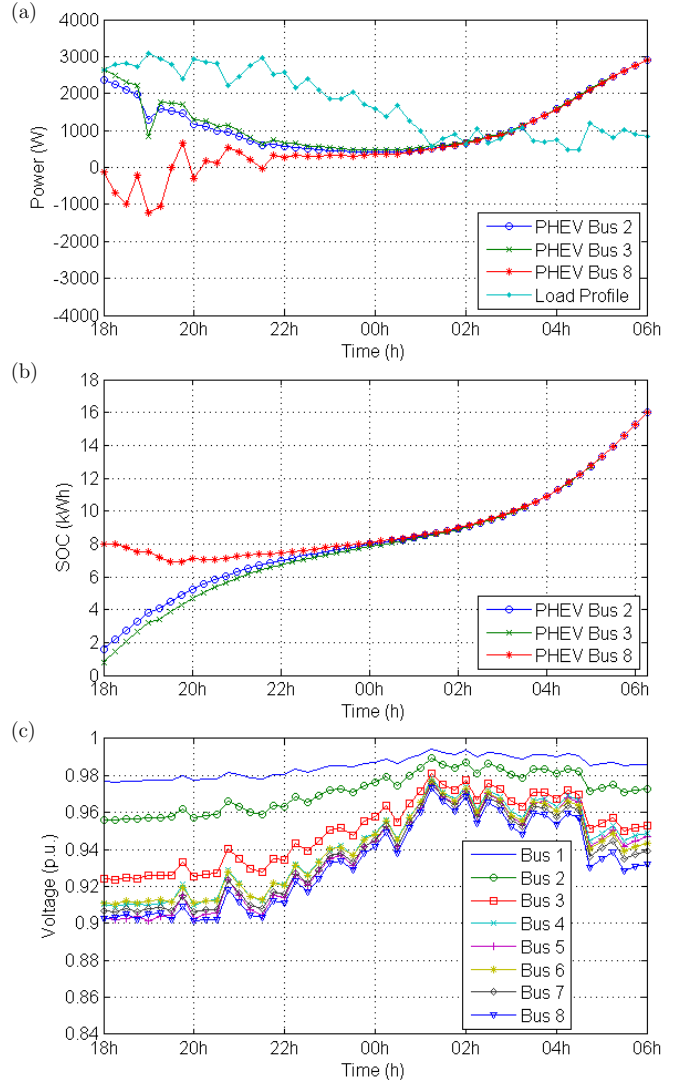 (a)
4000
3000
2000
1000
0
-1000
-2000
-3000
-4000
Power (W)
PHEV Bus 2
PHEV Bus 3
PHEV Bus 8
Load Profile
18h 20h 22h 00h 02h 04h 06h
Time (h)
(b)
18
16
14
12
10
8
6
4
2
0
SOC (kWh)
PHEV Bus 2
PHEV Bus 3
PHEV Bus 8
18h 20h 22h 00h 02h 04h 06h
Time (h)
(c)
1
0.98
0.96
0.94
0.92
0.9
0.88
0.86
0.84
Voltage (p.u.)
Bus 1
Bus 2
Bus 3
Bus 4
Bus 5
Bus 6
Bus 7
Bus 8
18h 20h 22h 00h 02h 04h 06h
Time (h)